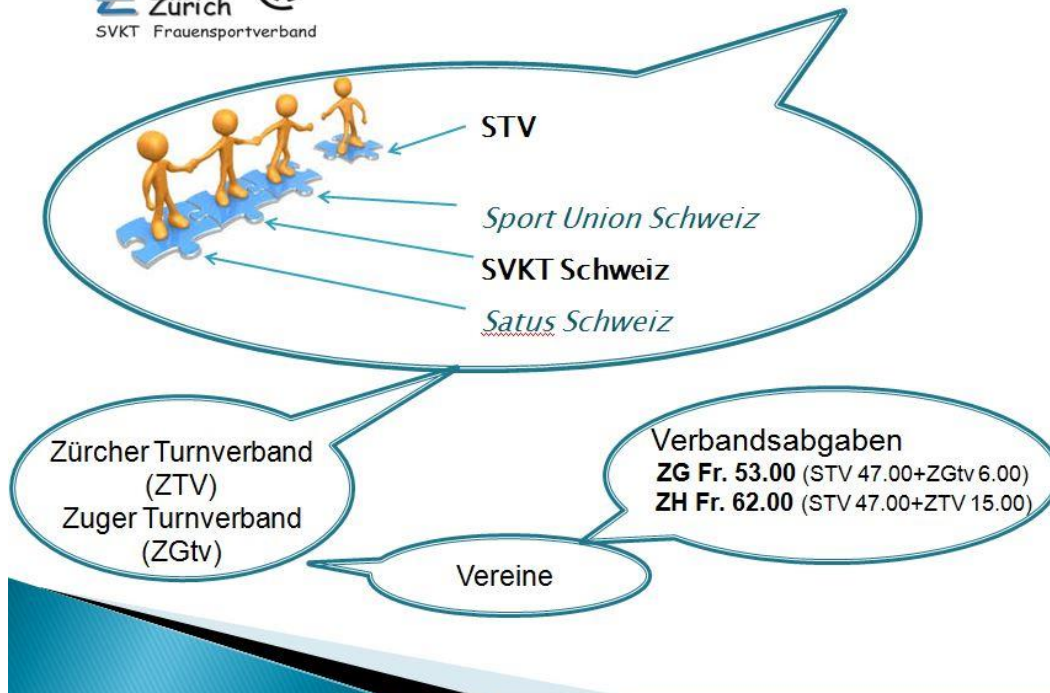 Zürich
SVKT Frauensportverband
STV
Sport Union Schweiz
SVKT Schweiz
Satus Schweiz
Zürcher Turnverband
(ZTV)
Zuger Turnverband
(ZGtv)
Verbandsabgaben
ZG Fr. 53.00 (STV 47.00+ZGtv 6.00)
ZH Fr. 62.00 (STV 47.00+ZTV 15.00)
Vereine